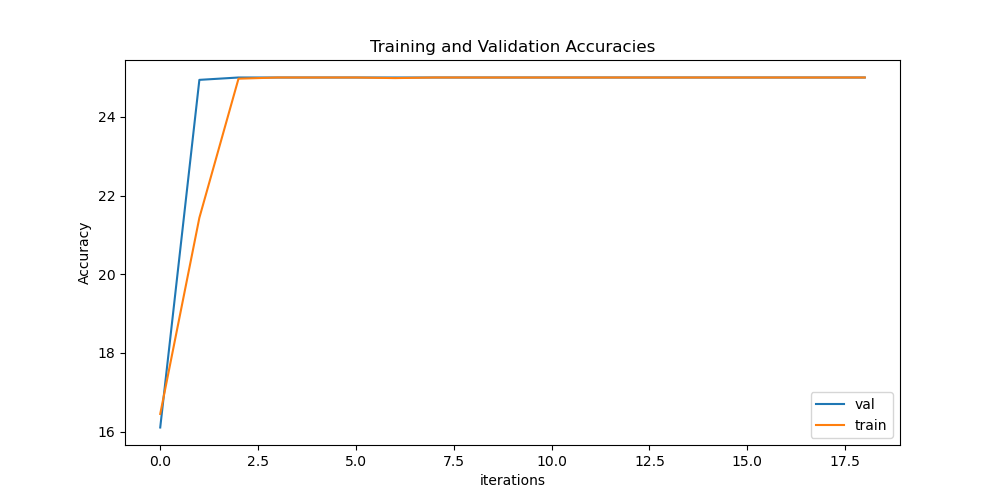 Training and Validation Accuracies
Accuracy
24
22
20
18
16
0.0 2.5 5.0 7.5 10.0 12.5 15.0 17.5
iterations
val
train